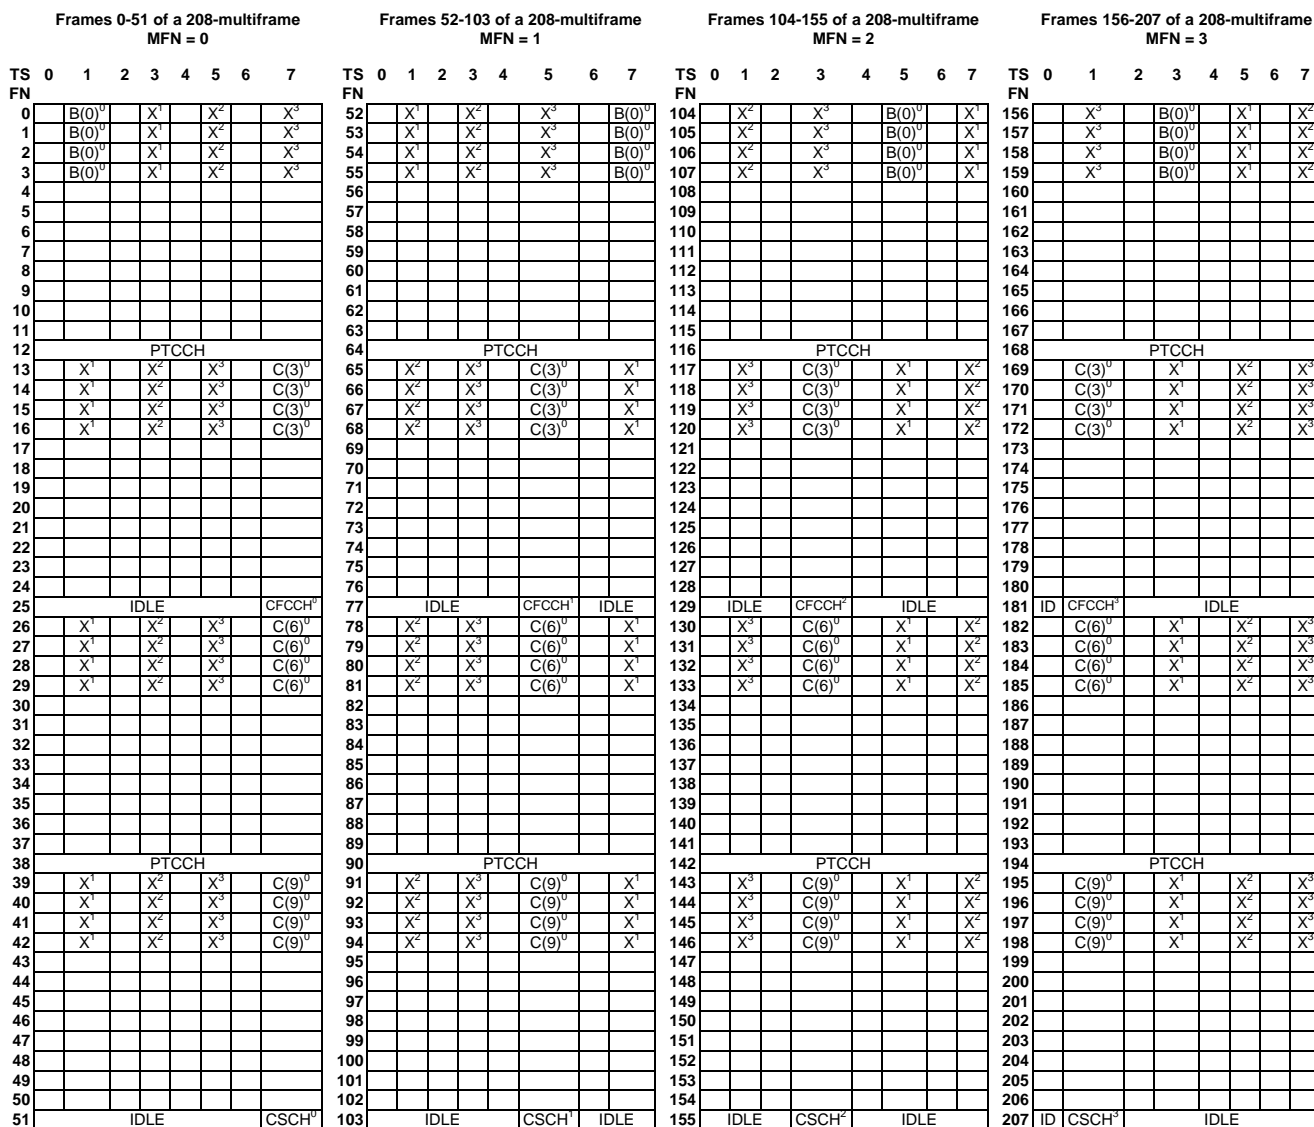 Frames 0-51 of a 208-multiframe Frames 52-103 of a 208-multiframe Frames 104-155 of a 208-multiframe Frames 156-207 of a 208-multiframe
MFN = 0 MFN = 1 MFN = 2 MFN = 3
TS 0 1 2 3 4 5 6 7 TS 0 1 2 3 4 5 6 7 TS 0 1 2 3 4 5 6 7 TS 0 1 2 3 4 5 6 7
FN FN FN FN
0 B(0)⁰ X¹ X² X³ 52 X¹ X² X³ B(0)⁰ 104 X² X³ B(0)⁰ X¹ 156 X³ B(0)⁰ X¹ X²
1 B(0)⁰ X¹ X² X³ 53 X¹ X² X³ B(0)⁰ 105 X² X³ B(0)⁰ X¹ 157 X³ B(0)⁰ X¹ X²
2 B(0)⁰ X¹ X² X³ 54 X¹ X² X³ B(0)⁰ 106 X² X³ B(0)⁰ X¹ 158 X³ B(0)⁰ X¹ X²
3 B(0)⁰ X¹ X² X³ 55 X¹ X² X³ B(0)⁰ 107 X² X³ B(0)⁰ X¹ 159 X³ B(0)⁰ X¹ X²
4 56 108 160
5 57 109 161
6 58 110 162
7 59 111 163
8 60 112 164
9 61 113 165
10 62 114 166
11 63 115 167
12 PTCCH 64 PTCCH 116 PTCCH 168 PTCCH
13 X¹ X² X³ C(3)⁰ 65 X² X³ C(3)⁰ X¹ 117 X³ C(3)⁰ X¹ X² 169 C(3)⁰ X¹ X² X³
14 X¹ X² X³ C(3)⁰ 66 X² X³ C(3)⁰ X¹ 118 X³ C(3)⁰ X¹ X² 170 C(3)⁰ X¹ X² X³
15 X¹ X² X³ C(3)⁰ 67 X² X³ C(3)⁰ X¹ 119 X³ C(3)⁰ X¹ X² 171 C(3)⁰ X¹ X² X³
16 X¹ X² X³ C(3)⁰ 68 X² X³ C(3)⁰ X¹ 120 X³ C(3)⁰ X¹ X² 172 C(3)⁰ X¹ X² X³
17 69 121 173
18 70 122 174
19 71 123 175
20 72 124 176
21 73 125 177
22 74 126 178
23 75 127 179
24 76 128 180
25 IDLE CFCCH⁰ 77 IDLE CFCCH¹ IDLE 129 IDLE CFCCH² IDLE 181 ID CFCCH³ IDLE
26 X¹ X² X³ C(6)⁰ 78 X² X³ C(6)⁰ X¹ 130 X³ C(6)⁰ X¹ X² 182 C(6)⁰ X¹ X² X³
27 X¹ X² X³ C(6)⁰ 79 X² X³ C(6)⁰ X¹ 131 X³ C(6)⁰ X¹ X² 183 C(6)⁰ X¹ X² X³
28 X¹ X² X³ C(6)⁰ 80 X² X³ C(6)⁰ X¹ 132 X³ C(6)⁰ X¹ X² 184 C(6)⁰ X¹ X² X³
29 X¹ X² X³ C(6)⁰ 81 X² X³ C(6)⁰ X¹ 133 X³ C(6)⁰ X¹ X² 185 C(6)⁰ X¹ X² X³
30 82 134 186
31 83 135 187
32 84 136 188
33 85 137 189
34 86 138 190
35 87 139 191
36 88 140 192
37 89 141 193
38 PTCCH 90 PTCCH 142 PTCCH 194 PTCCH
39 X¹ X² X³ C(9)⁰ 91 X² X³ C(9)⁰ X¹ 143 X³ C(9)⁰ X¹ X² 195 C(9)⁰ X¹ X² X³
40 X¹ X² X³ C(9)⁰ 92 X² X³ C(9)⁰ X¹ 144 X³ C(9)⁰ X¹ X² 196 C(9)⁰ X¹ X² X³
41 X¹ X² X³ C(9)⁰ 93 X² X³ C(9)⁰ X¹ 145 X³ C(9)⁰ X¹ X² 197 C(9)⁰ X¹ X² X³
42 X¹ X² X³ C(9)⁰ 94 X² X³ C(9)⁰ X¹ 146 X³ C(9)⁰ X¹ X² 198 C(9)⁰ X¹ X² X³
43 95 147 199
44 96 148 200
45 97 149 201
46 98 150 202
47 99 151 203
48 100 152 204
49 101 153 205
50 102 154 206
51 IDLE CSCH⁰ 103 IDLE CSCH¹ IDLE 155 IDLE CSCH² IDLE 207 ID CSCH³ IDLE